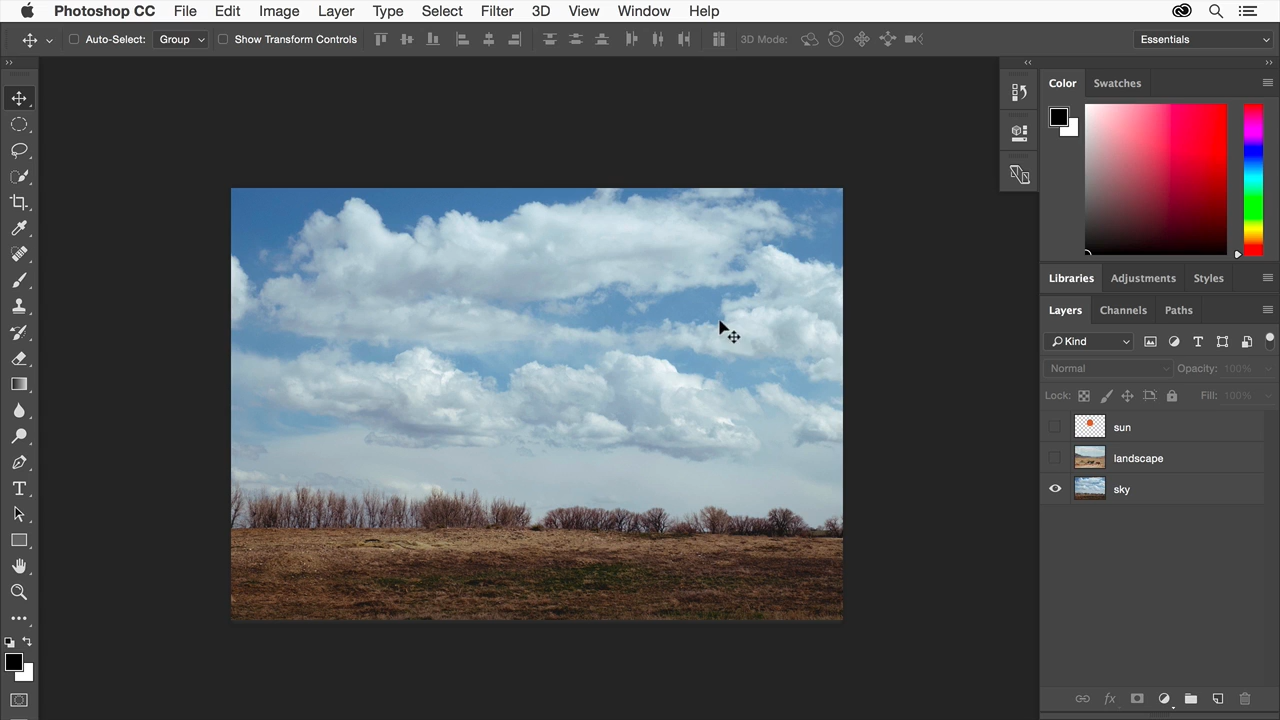 Photoshop CC File Edit Image Layer Type Select Filter 3D View Window Help
Auto-Select: Group Show Transform Controls 3D Mode: Essentials
Color Swatches
Libraries Adjustments Styles
Layers Channels Paths
Kind T
Normal Opacity: 100%
Lock: Fill: 100%
sun
landscape
sky
T
fx